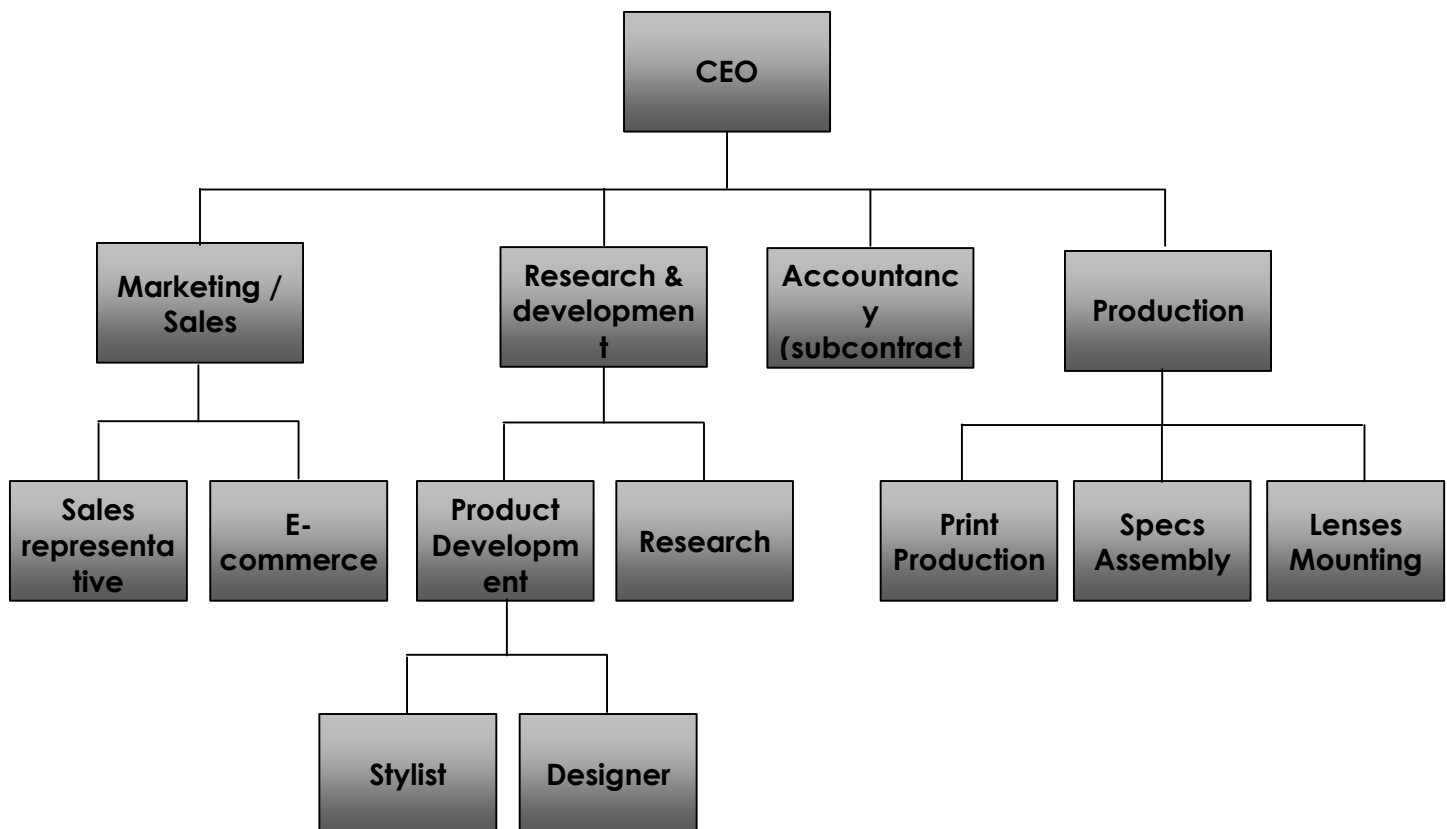 CEO
Marketing /
Sales
Research &
developmen
t
Accountanc
y
(subcontract
Production
Sales
representa
tive
E-
commerce
Product
Developm
ent
Research
Print
Production
Specs
Assembly
Lenses
Mounting
Stylist
Designer